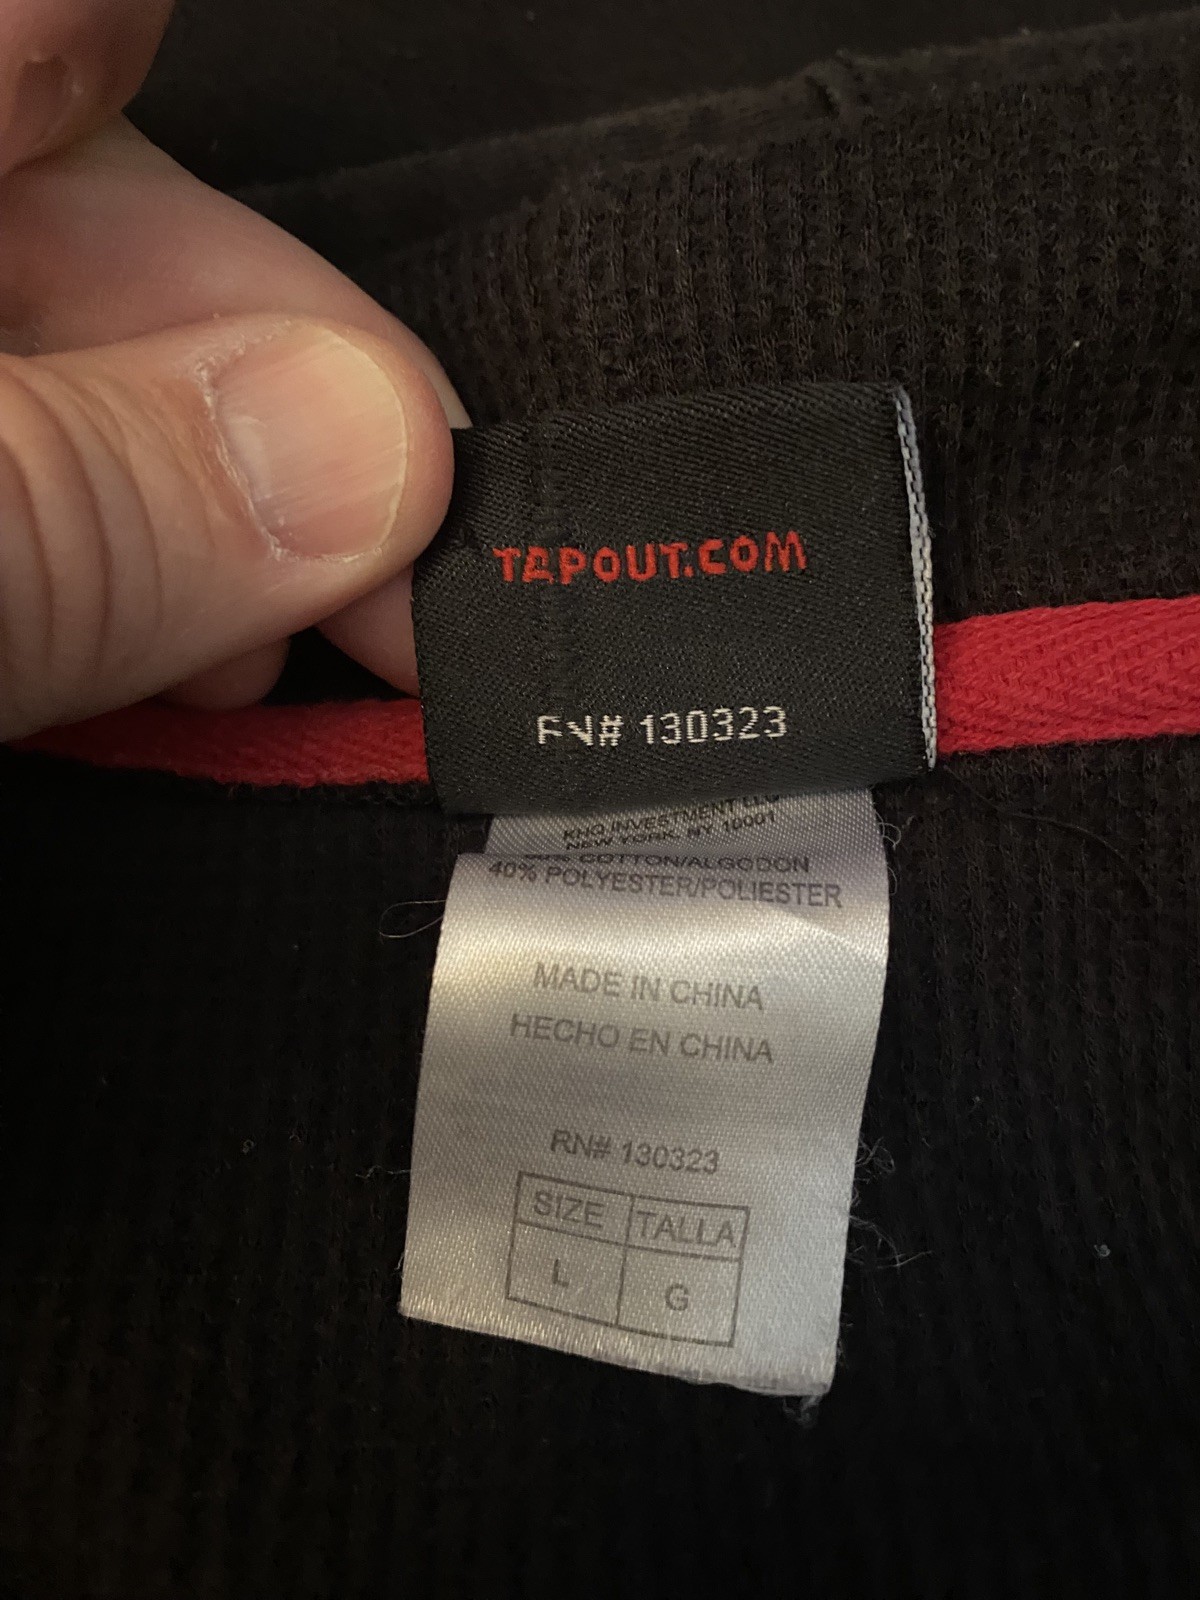 TAPOUT.COM
RN# 130323
KHQ INVESTMENT LLC
NEW YORK, NY 10001
COTTON/ALGODON
40% POLYESTER/POLIESTER
MADE IN CHINA
HECHO EN CHINA
RN# 130323
SIZE TALLA
L G